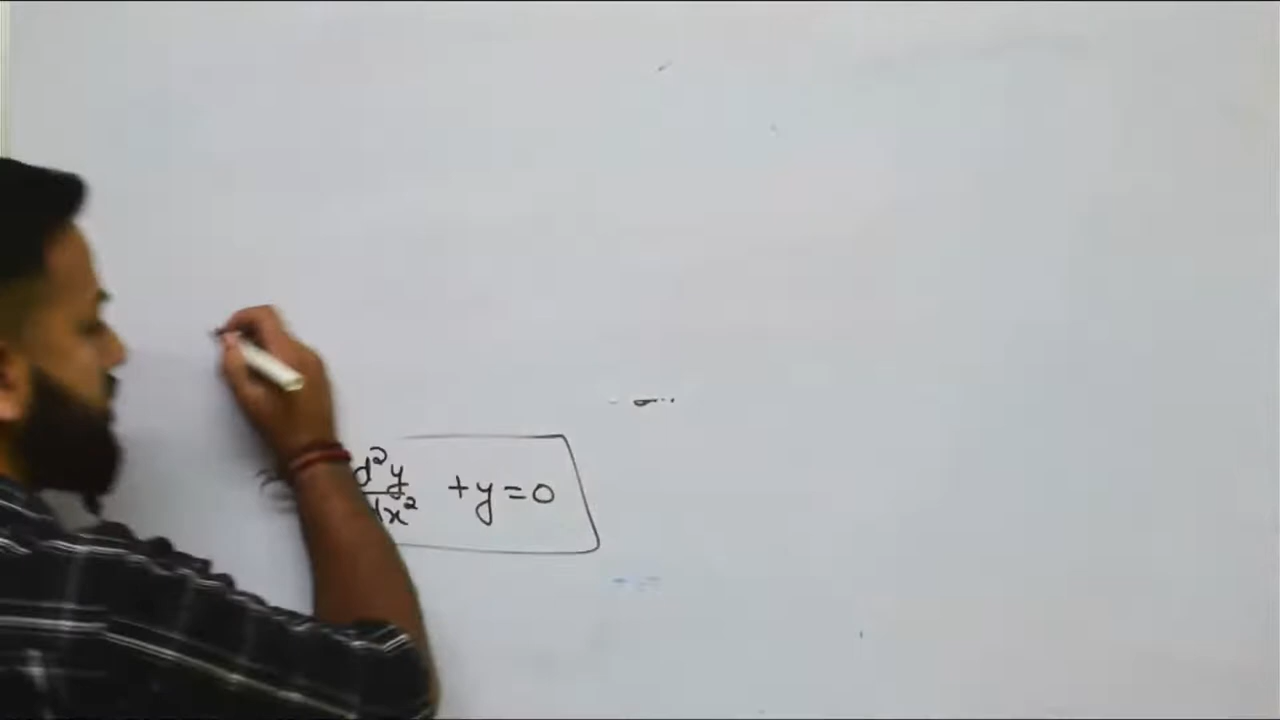 d²y/dx² + y = 0